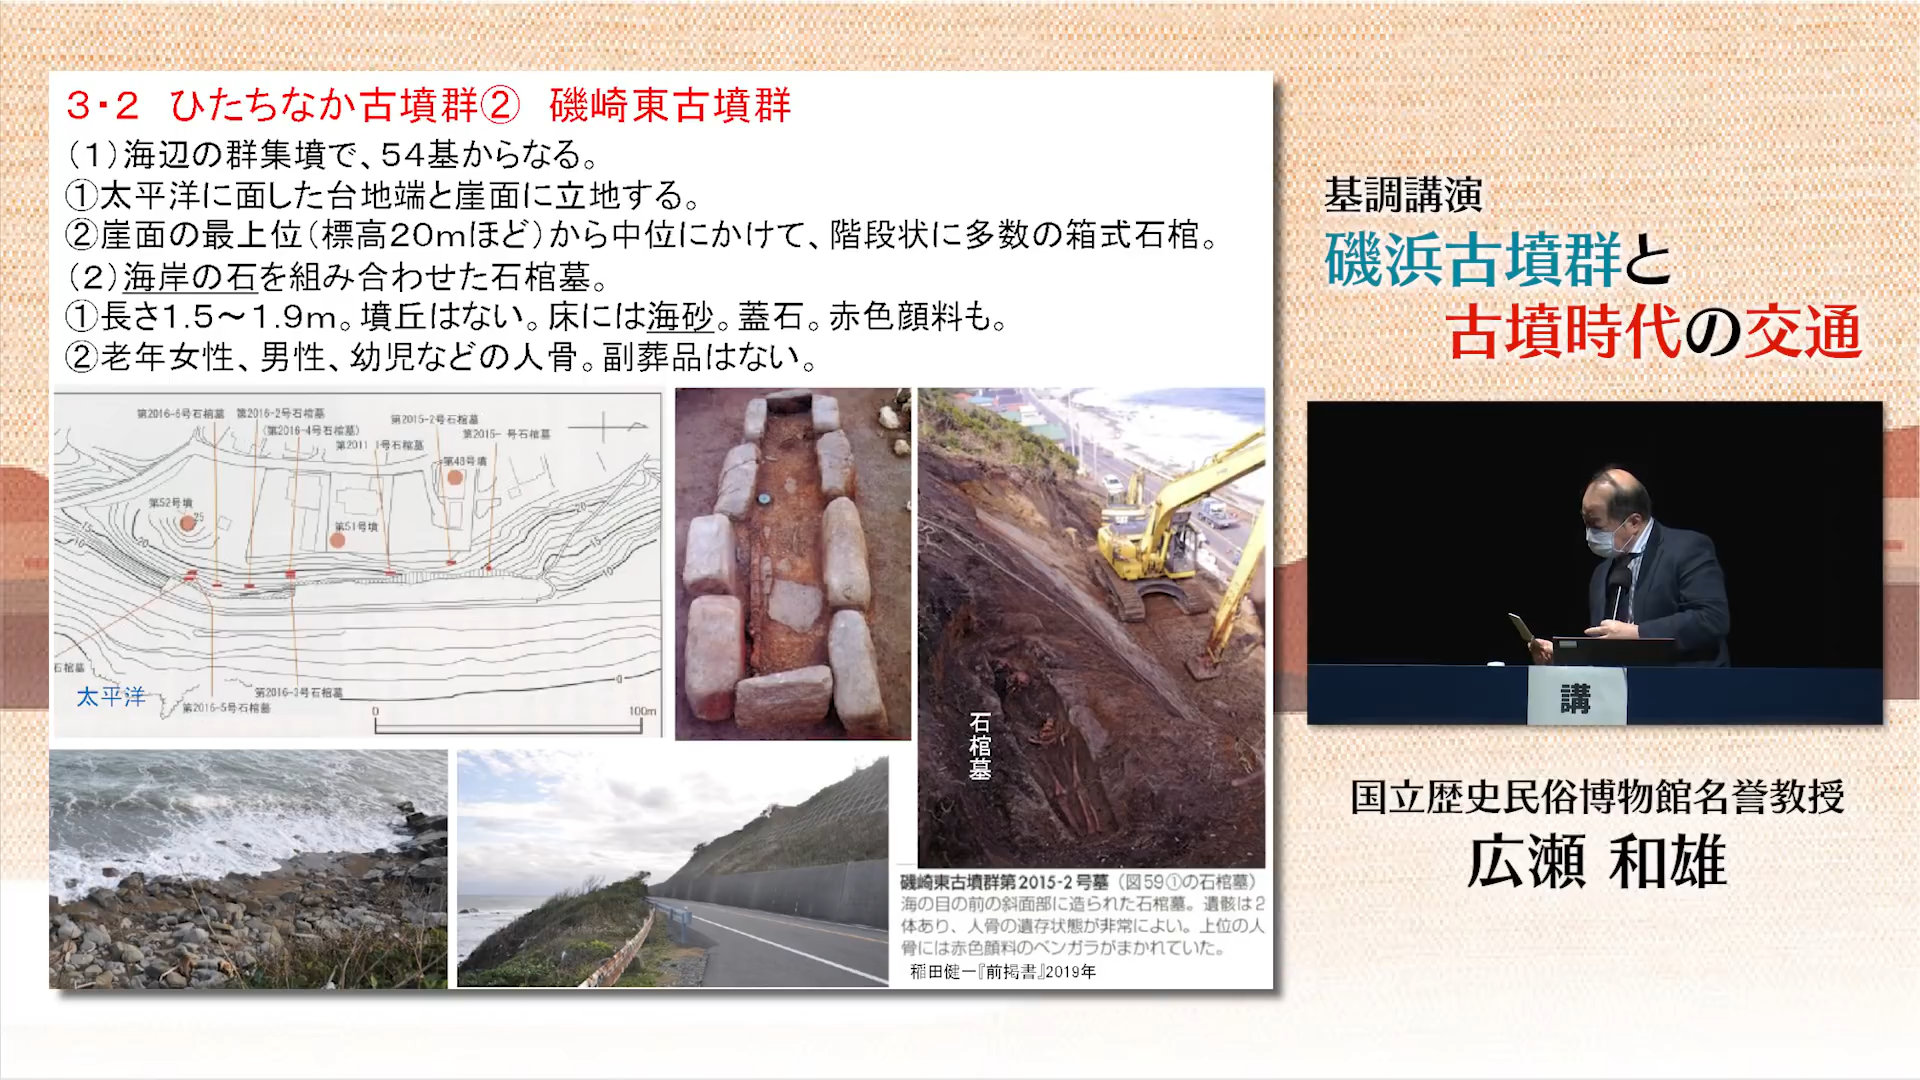 3・2 ひたちなか古墳群② 磯崎東古墳群
(1)海辺の群集墳で、54基からなる。
①太平洋に面した台地端と崖面に立地する。
②崖面の最上位(標高20mほど)から中位にかけて、階段状に多数の箱式石棺。
(2)海岸の石を組み合わせた石棺墓。
①長さ1.5~1.9m。墳丘はない。床には海砂。蓋石。赤色顔料も。
②老年女性、男性、幼児などの人骨。副葬品はない。
第2016-6号石棺墓
第2016-2号石棺墓
(第2016-4号石棺墓)
第2015-2号石棺墓
第2011 1号石棺墓
第2015- 号石棺墓
第48号墳
第52号墳
25
第51号墳
20
15
10
20
15
10
0
石棺墓
太平洋
第2016-3号石棺墓
第2016-5号石棺墓
0
100m
石棺墓
磯崎東古墳群第2015-2号墓(図59①の石棺墓)
海の目の前の斜面部に造られた石棺墓。遺骸は2
体あり、人骨の遺存状態が非常によい。上位の人
骨には赤色顔料のベンガラがまかれていた。
稲田健一『前掲書』2019年
基調講演
磯浜古墳群と
古墳時代の交通
講
国立歴史民俗博物館名誉教授
広瀬 和雄